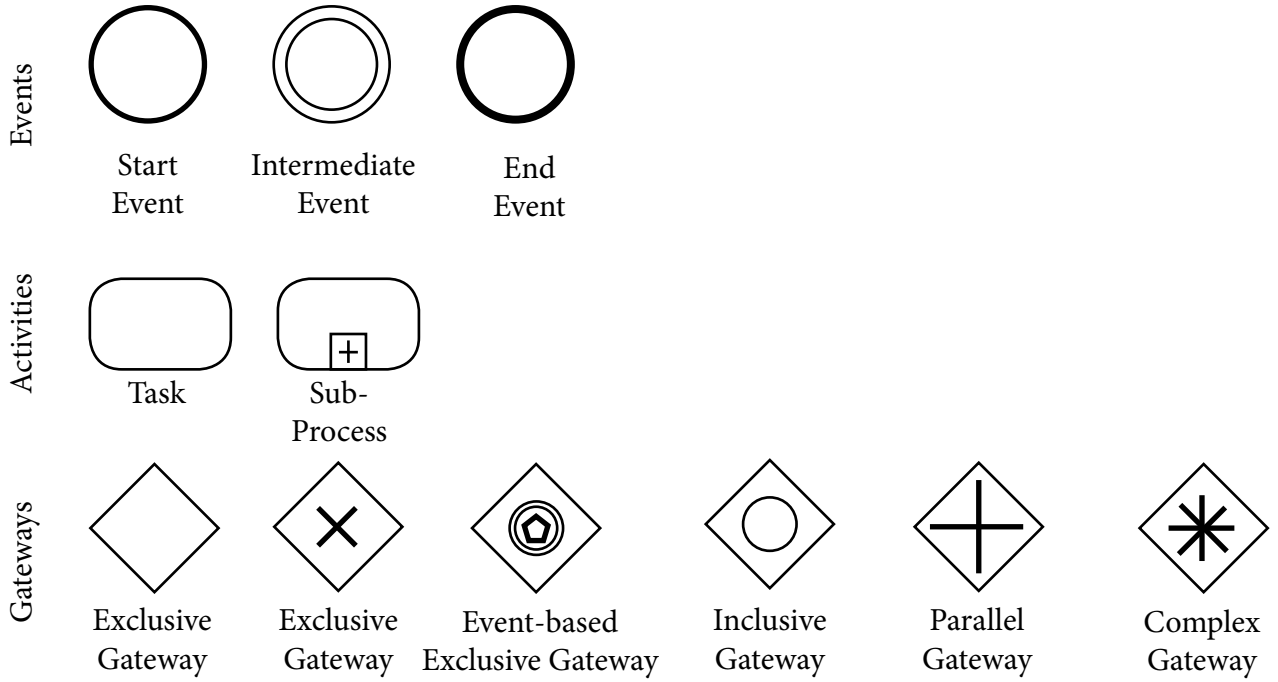 Events
Start
Event
Intermediate
Event
End
Event
Activities
Task
Sub-
Process
Gateways
Exclusive
Gateway
Exclusive
Gateway
Event-based
Exclusive Gateway
Inclusive
Gateway
Parallel
Gateway
Complex
Gateway